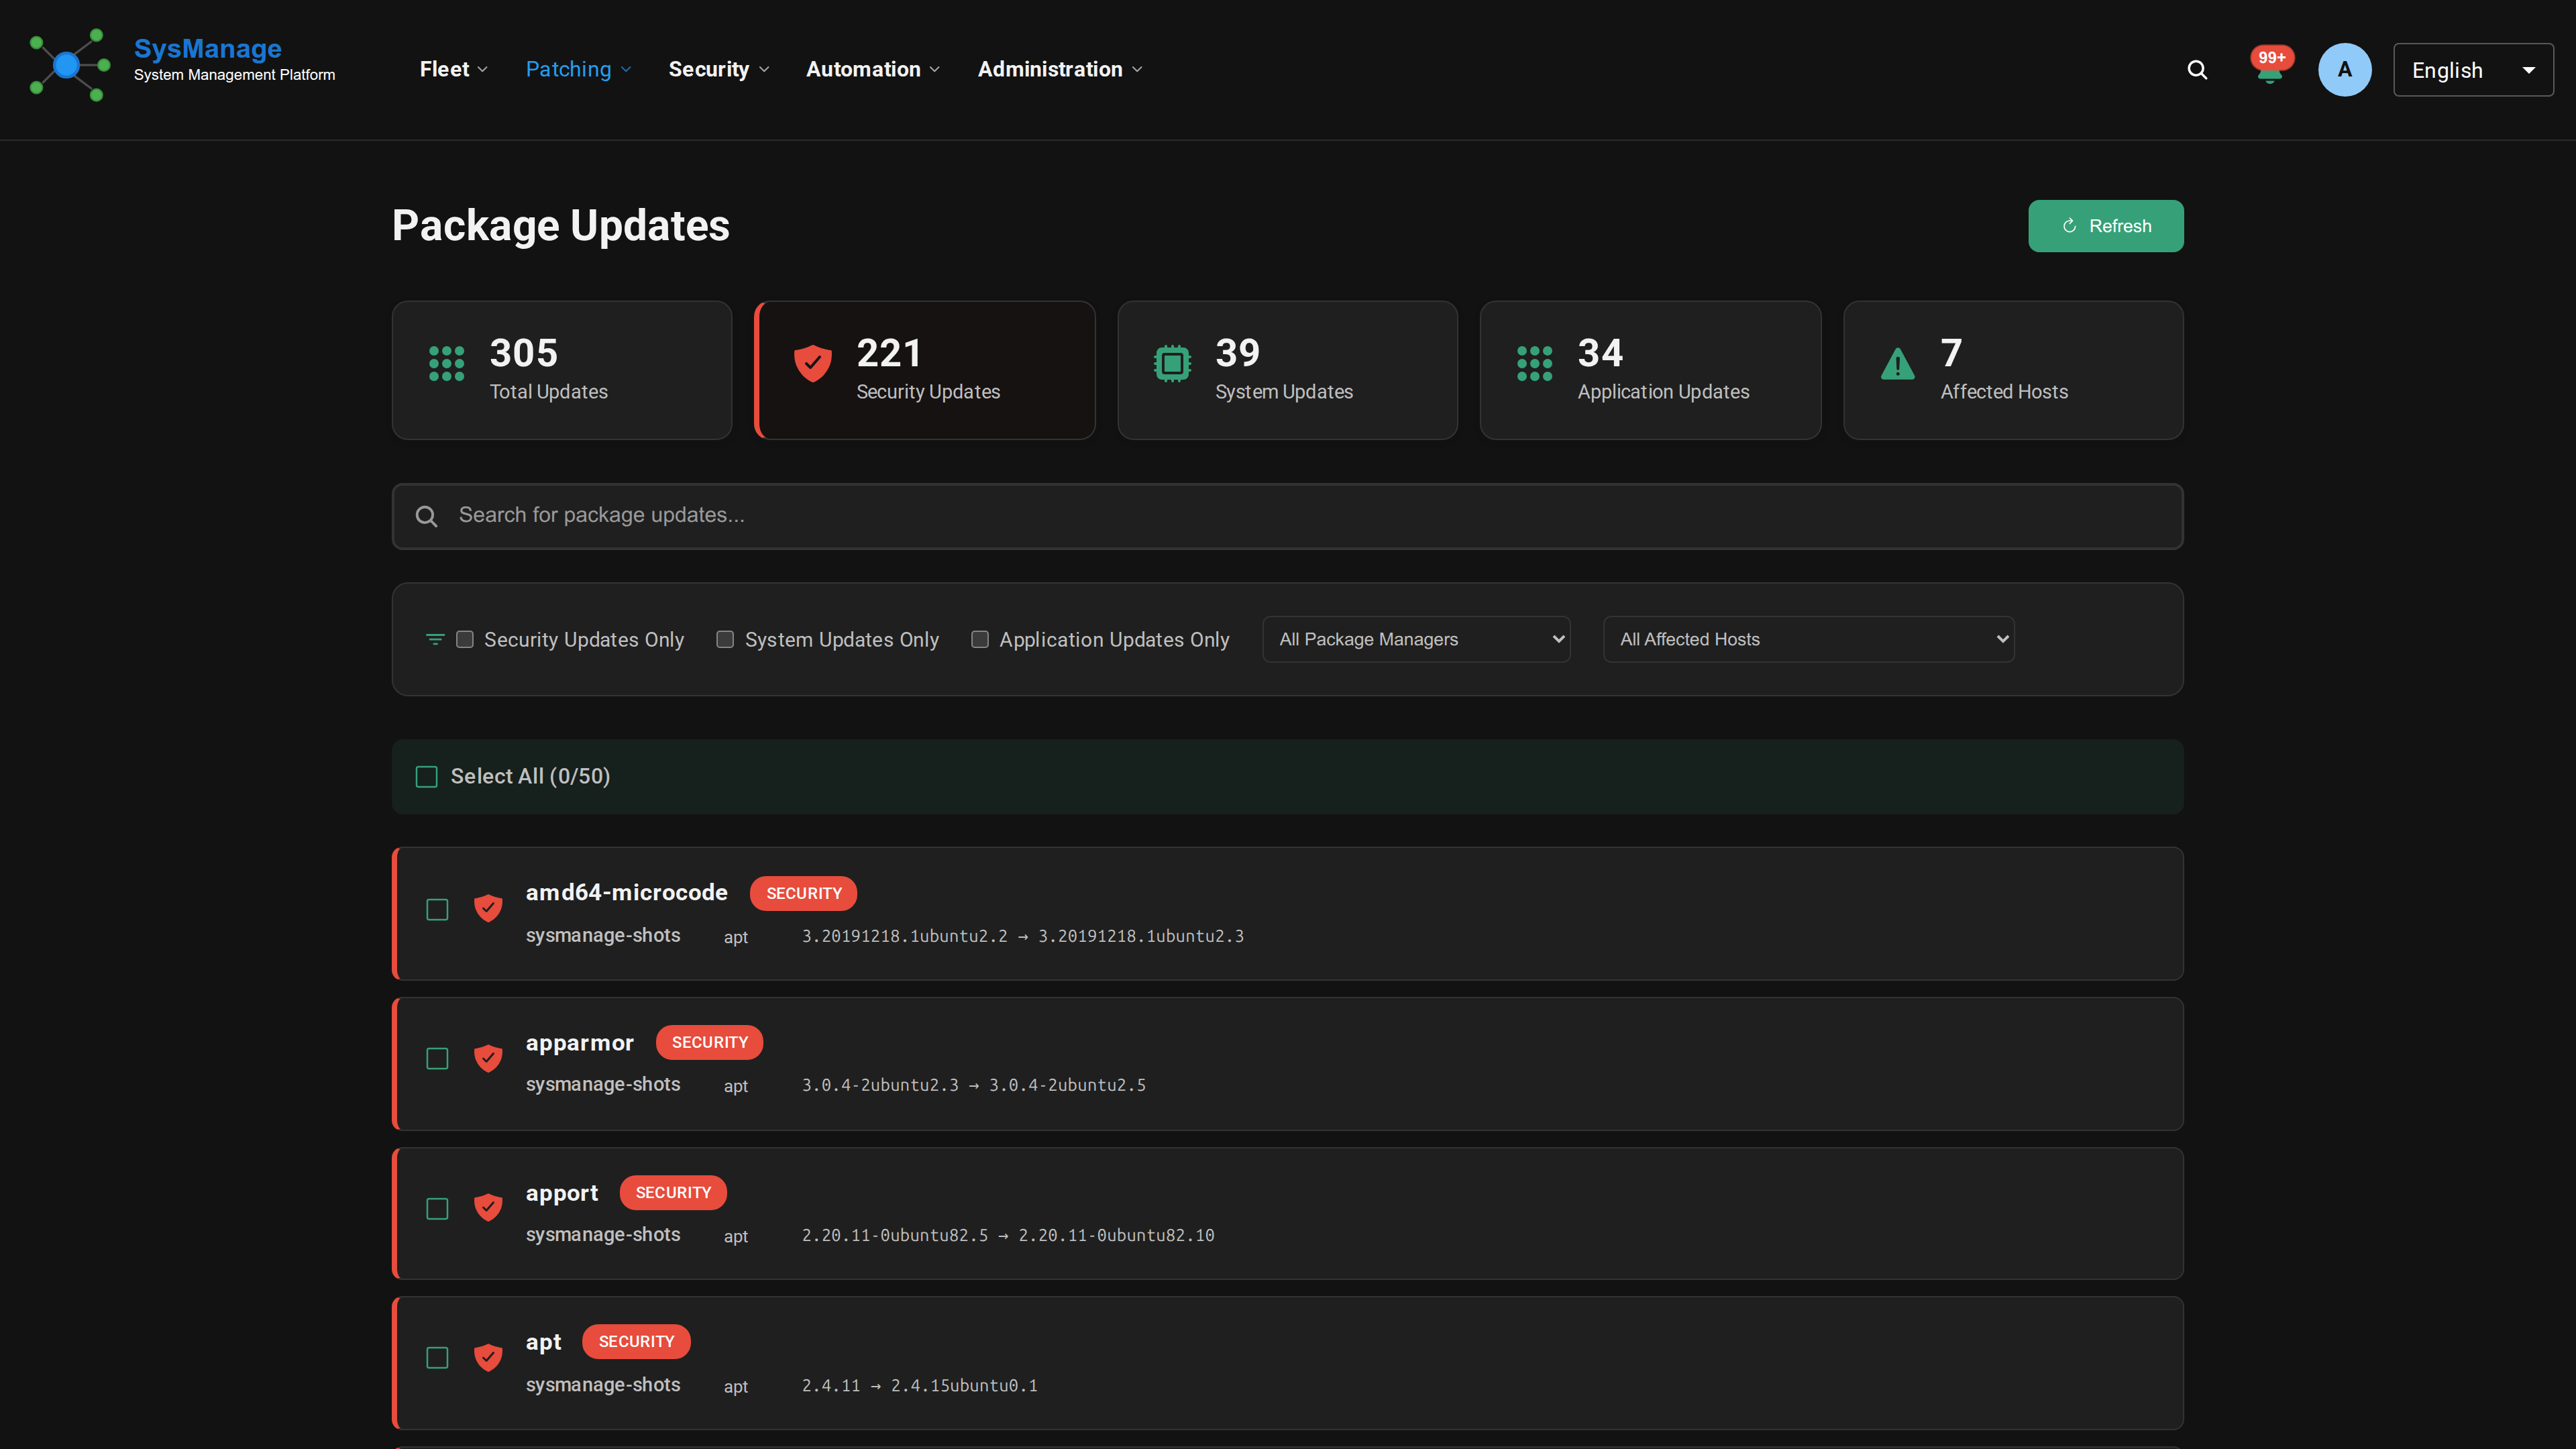 SysManage
System Management Platform
Fleet
Patching
Security
Automation
Administration
99+
A
English
Package Updates
Refresh
305
Total Updates
221
Security Updates
39
System Updates
34
Application Updates
7
Affected Hosts
Search for package updates...
Security Updates Only
System Updates Only
Application Updates Only
All Package Managers
All Affected Hosts
Select All (0/50)
amd64-microcode SECURITY
sysmanage-shots apt 3.20191218.1ubuntu2.2 → 3.20191218.1ubuntu2.3
apparmor SECURITY
sysmanage-shots apt 3.0.4-2ubuntu2.3 → 3.0.4-2ubuntu2.5
apport SECURITY
sysmanage-shots apt 2.20.11-0ubuntu82.5 → 2.20.11-0ubuntu82.10
apt SECURITY
sysmanage-shots apt 2.4.11 → 2.4.15ubuntu0.1